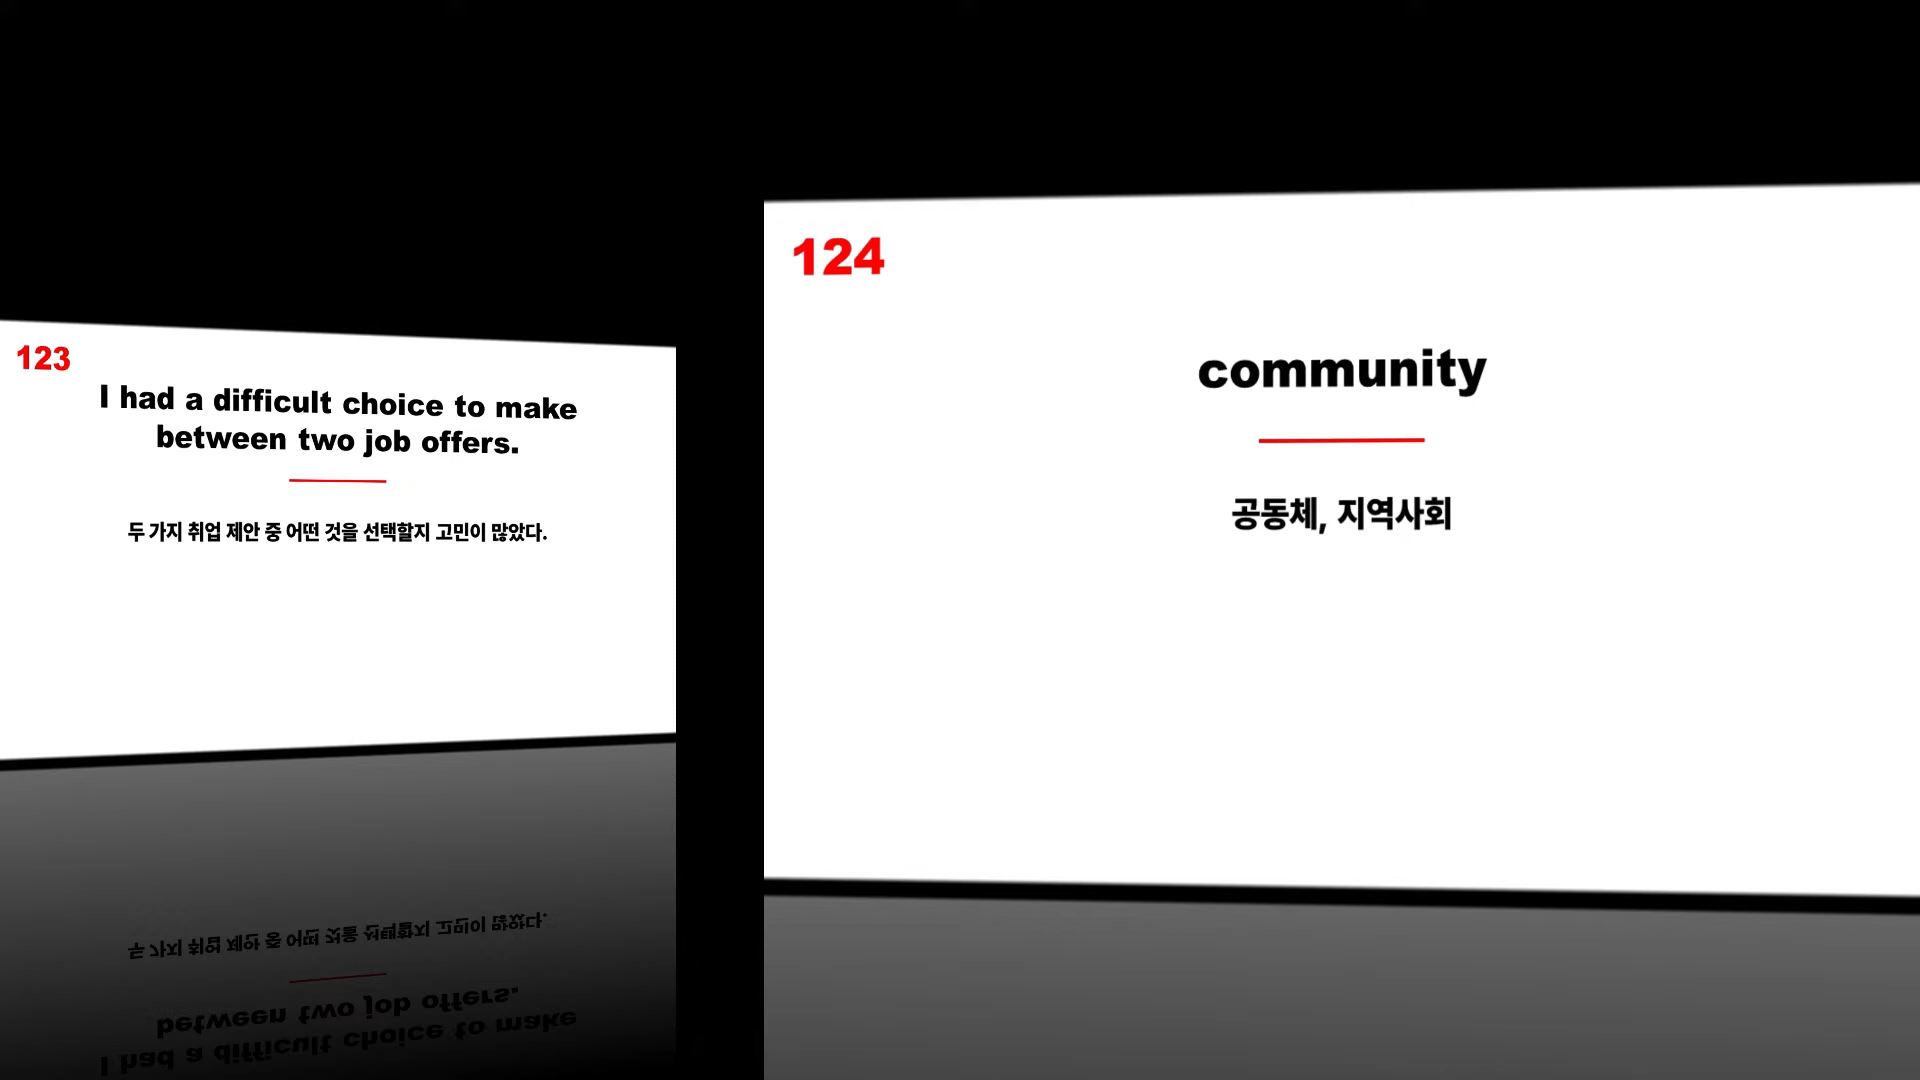 123
I had a difficult choice to make
between two job offers.
두 가지 취업 제안 중 어떤 것을 선택할지 고민이 많았다.
124
community
공동체, 지역사회